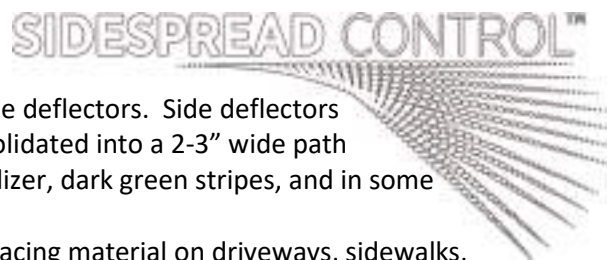 SIDESPREAD CONTROL™
e deflectors. Side deflectors
olidated into a 2-3” wide path
lizer, dark green stripes, and in some
acing material on driveways, sidewalks,